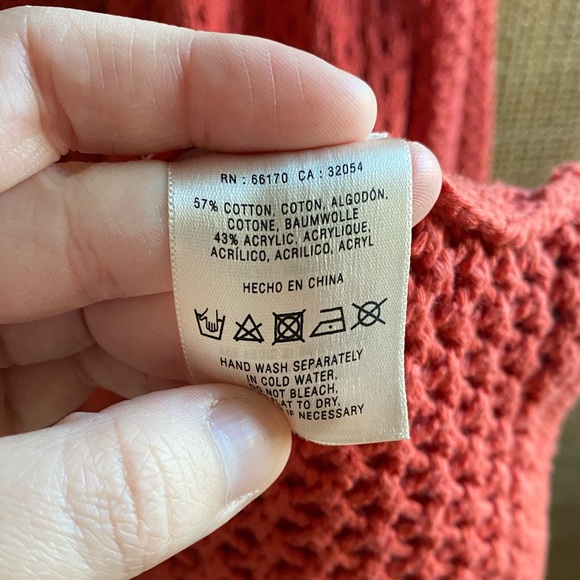 RN : 66170 CA : 32054
57% COTTON, COTON, ALGODÓN,
COTONE, BAUMWOLLE
43% ACRYLIC, ACRYLIQUE,
ACRÍLICO, ACRILICO, ACRYL
HECHO EN CHINA
HAND WASH SEPARATELY
IN COLD WATER,
NOT BLEACH,
TO DRY,
IF NECESSARY